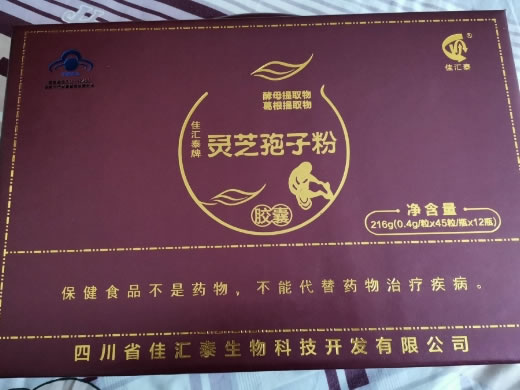 佳汇泰
®
酵母提取物
葛根提取物
佳汇泰牌
灵芝孢子粉
胶囊
净含量
216g(0.4g/粒x45粒/瓶x12瓶)
保健食品不是药物，不能代替药物治疗疾病。
四川省佳汇泰生物科技开发有限公司